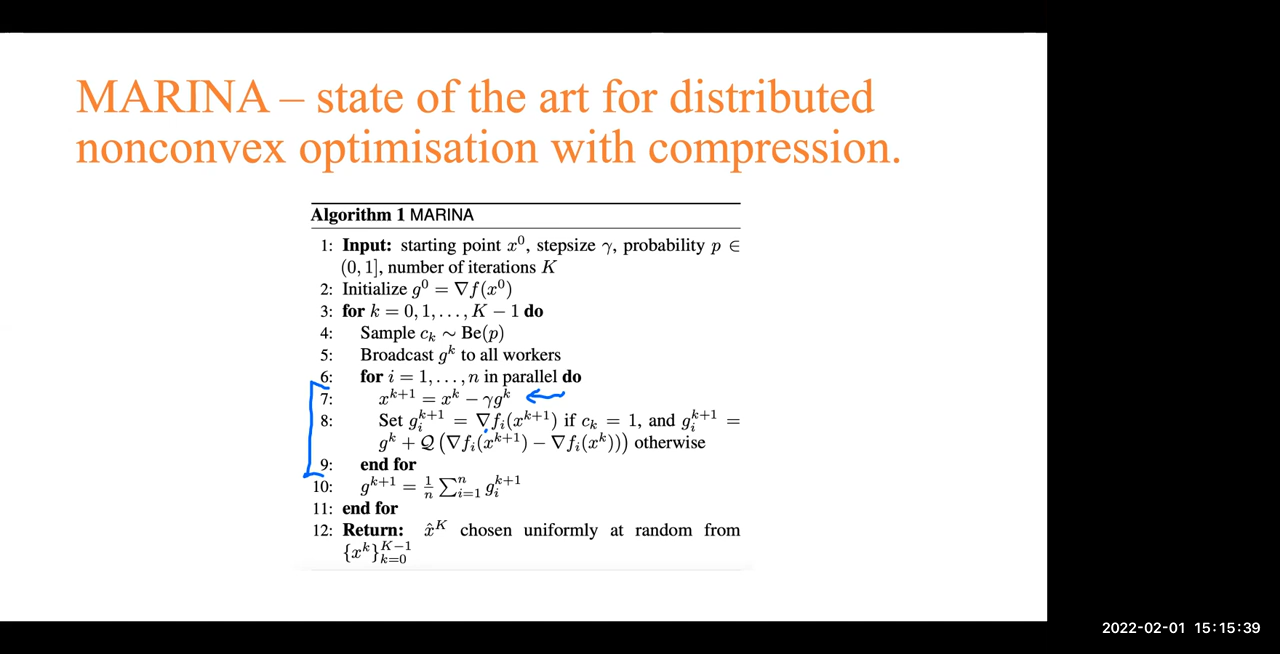 MARINA – state of the art for distributed
nonconvex optimisation with compression.
Algorithm 1 MARINA
1: Input: starting point x^0, stepsize γ, probability p ∈
(0, 1], number of iterations K
2: Initialize g^0 = ∇f(x^0)
3: for k = 0, 1, . . . , K − 1 do
4: Sample c_k ∼ Be(p)
5: Broadcast g^k to all workers
6: for i = 1, . . . , n in parallel do
7: x^{k+1} = x^k − γg^k
8: Set g_i^{k+1} = ∇f_i(x^{k+1}) if c_k = 1, and g_i^{k+1} =
g^k + Q (∇f_i(x^{k+1}) − ∇f_i(x^k))) otherwise
9: end for
10: g^{k+1} = \frac{1}{n} ∑_{i=1}^n g_i^{k+1}
11: end for
12: Return: x̂^K chosen uniformly at random from
{x^k}_{k=0}^{K−1}
2022-02-01 15:15:39